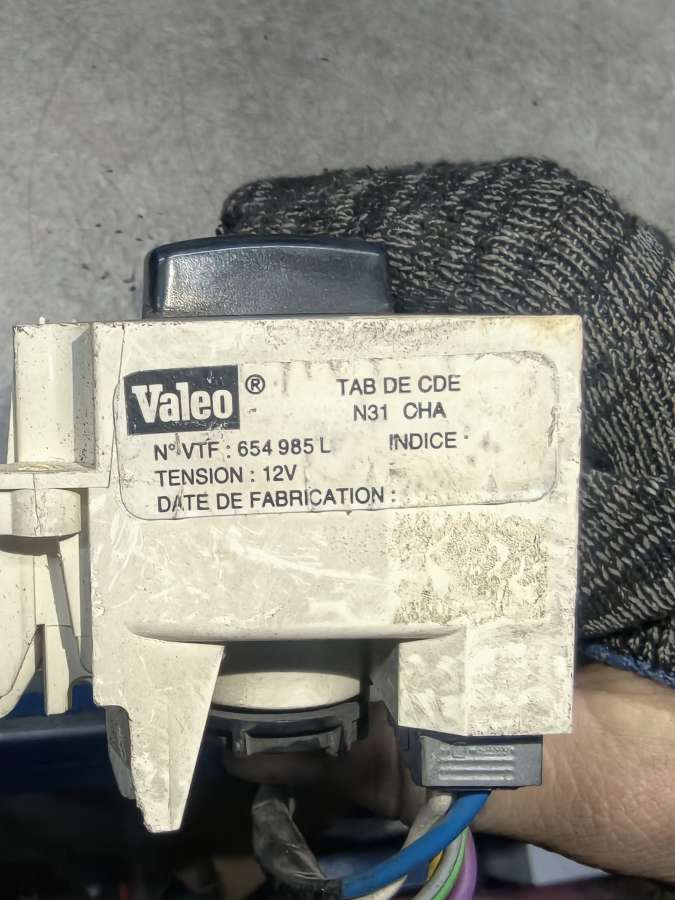 Valeo ® TAB DE CDE
N31 CHA
N° VTF : 654 985 L INDICE
TENSION : 12V
DATE DE FABRICATION :